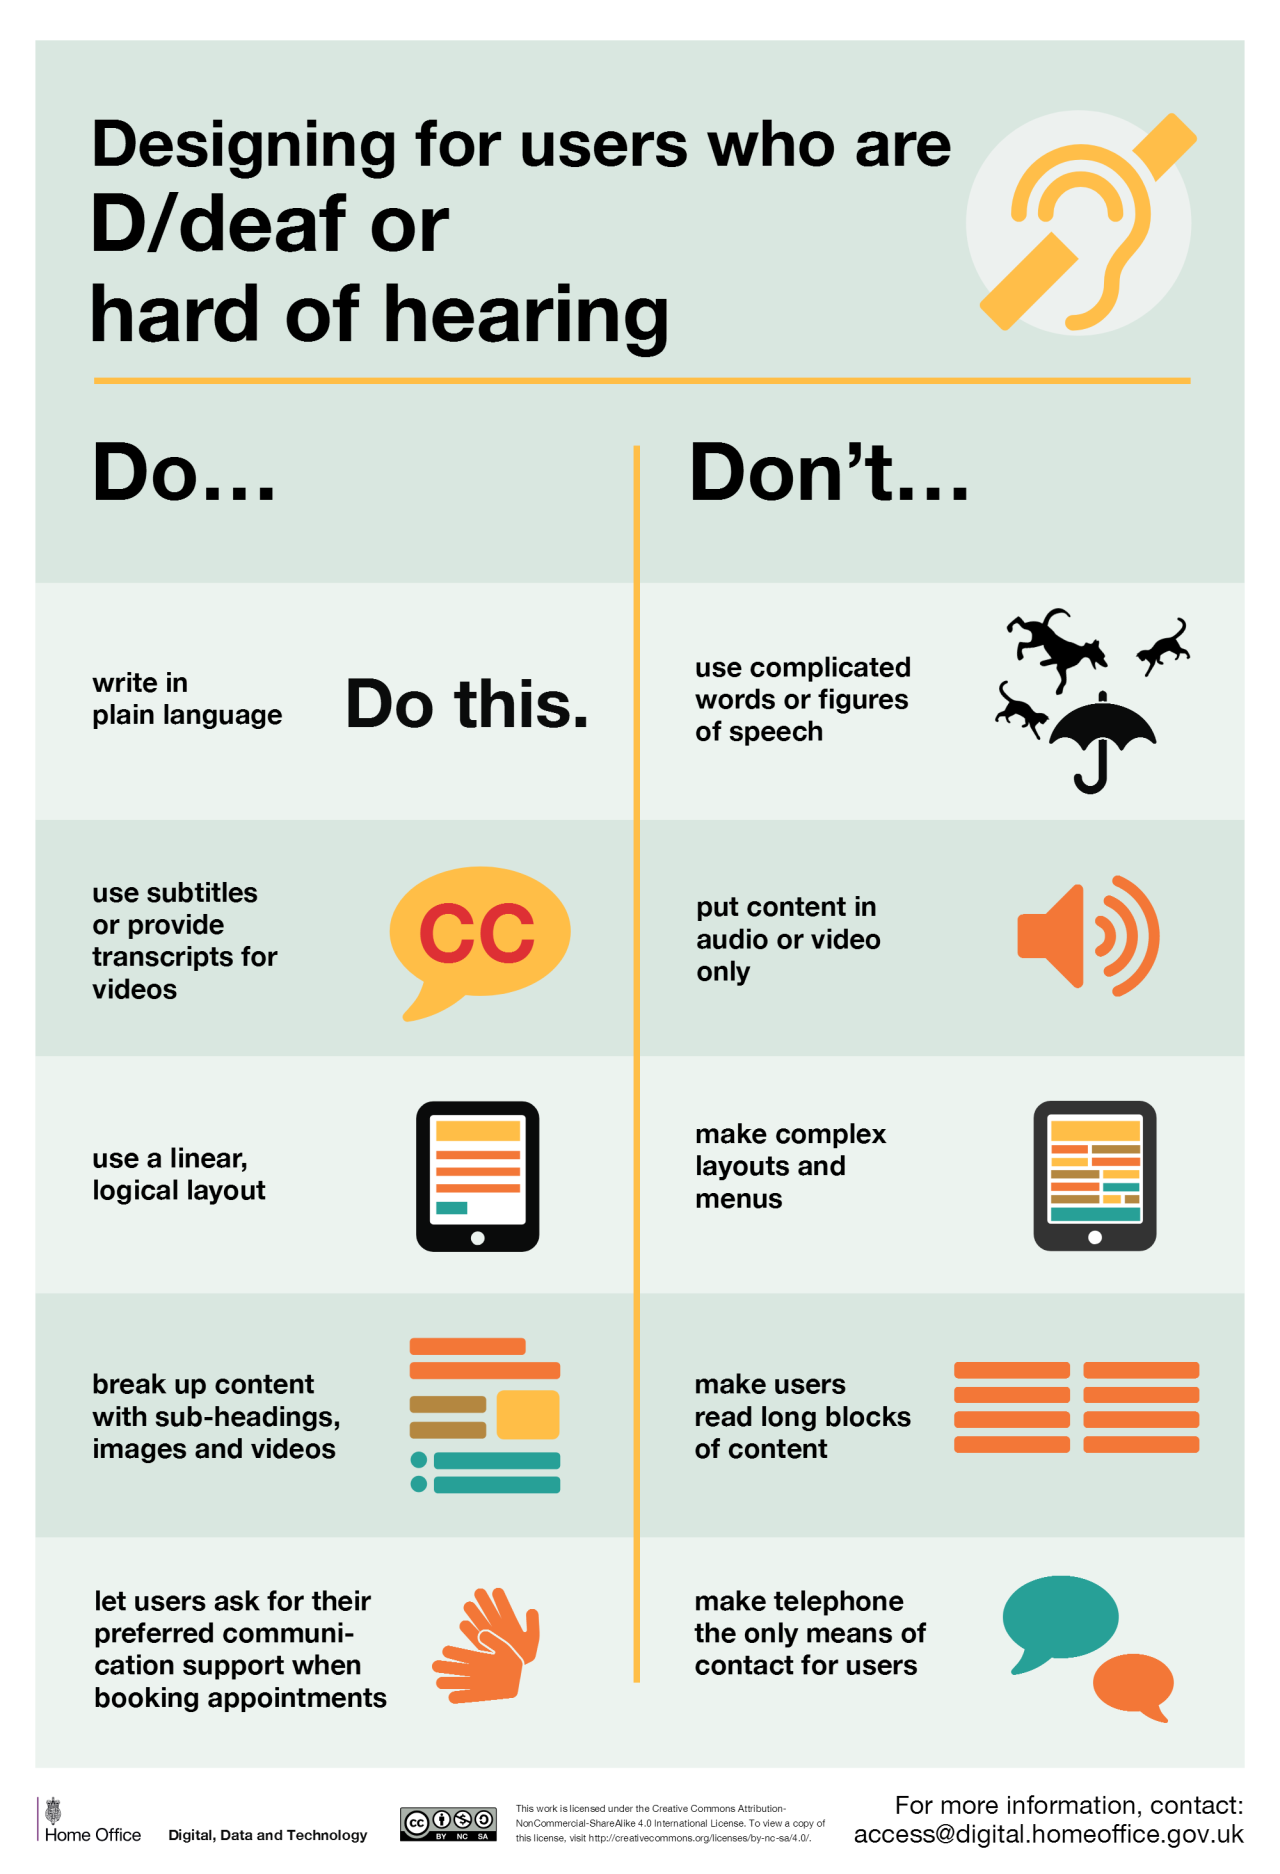 Designing for users who are
D/deaf or
hard of hearing
Do…
Don’t…
write in
plain language
Do this.
use complicated
words or figures
of speech
use subtitles
or provide
transcripts for
videos
CC
put content in
audio or video
only
use a linear,
logical layout
make complex
layouts and
menus
break up content
with sub-headings,
images and videos
make users
read long blocks
of content
let users ask for their
preferred communi-
cation support when
booking appointments
make telephone
the only means of
contact for users
Home Office
Digital, Data and Technology
cc
BY NC SA
This work is licensed under the Creative Commons Attribution-
NonCommercial-ShareAlike 4.0 International License. To view a copy of
this license, visit http://creativecommons.org/licenses/by-nc-sa/4.0/.
For more information, contact:
access@digital.homeoffice.gov.uk